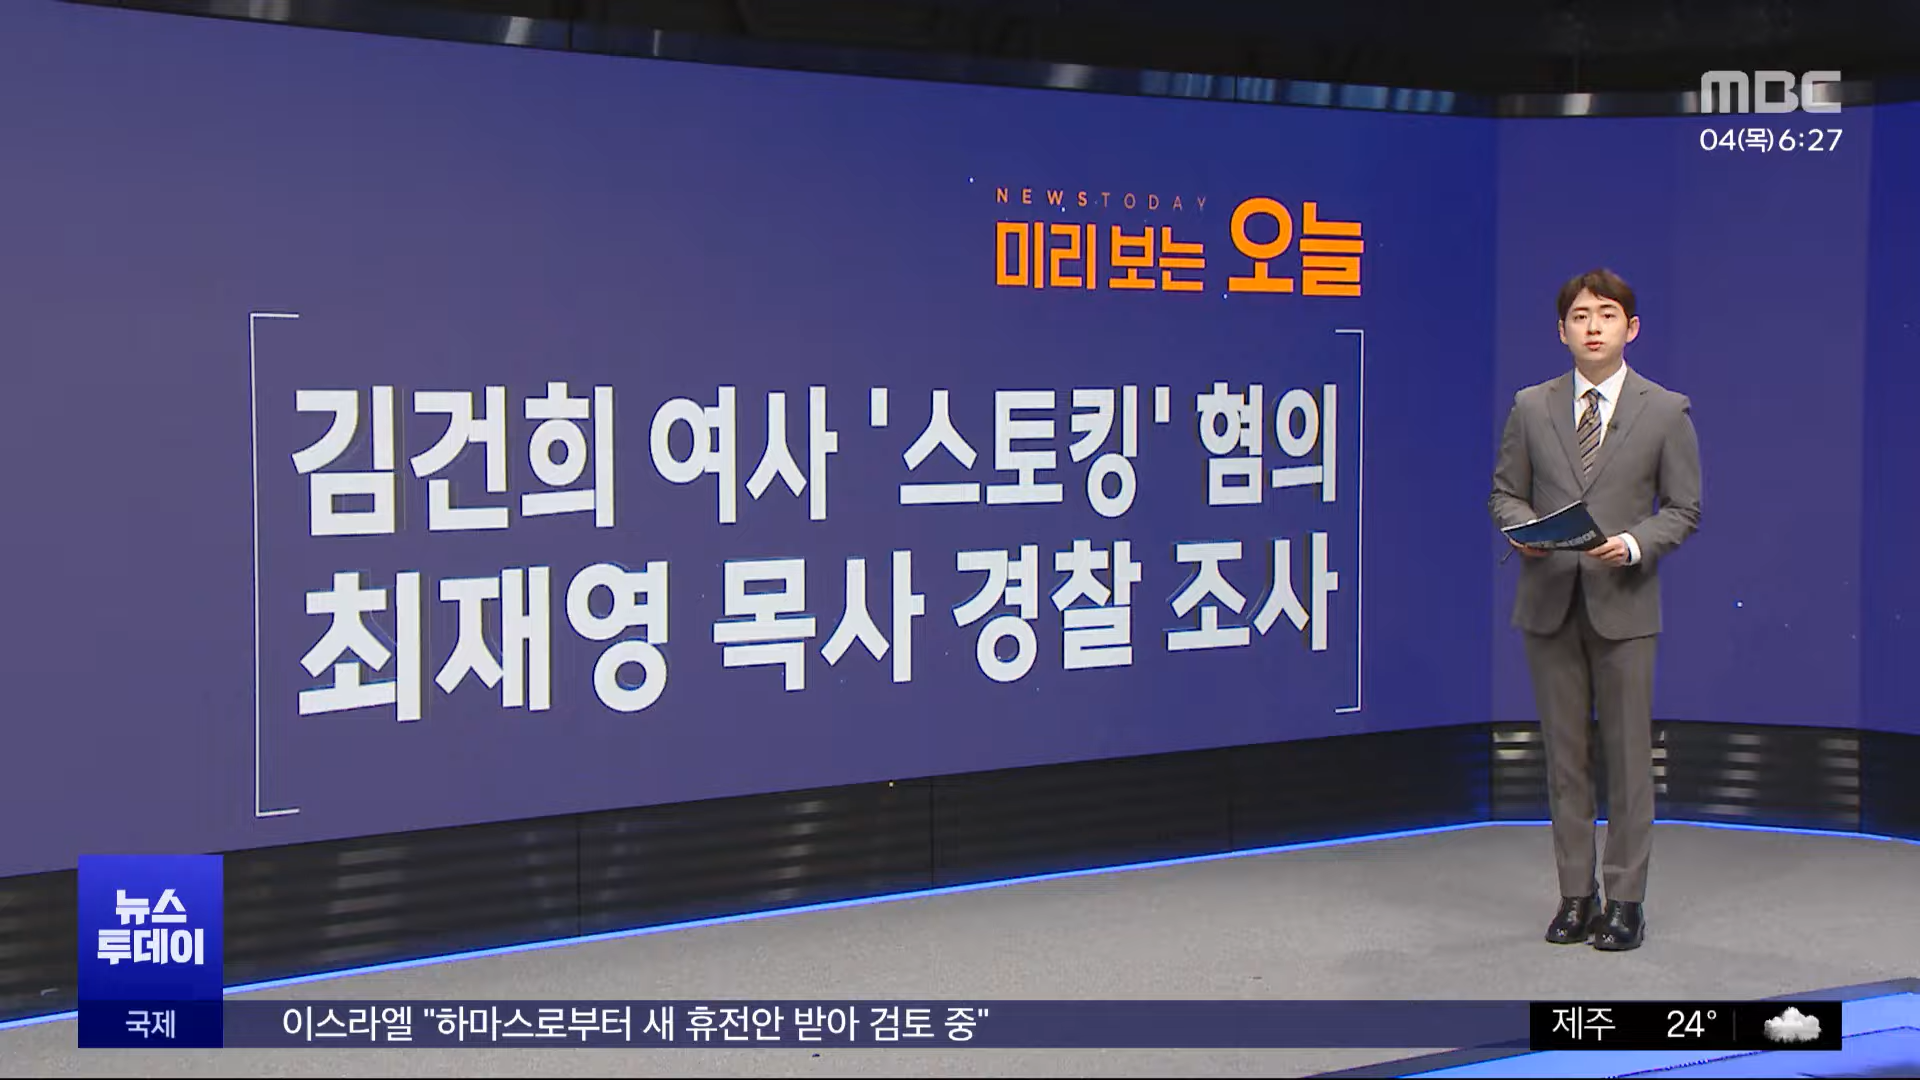 MBC
04(목)6:27
NEWSTODAY
미리 보는 오늘
김건희 여사 '스토킹' 혐의
최재영 목사 경찰 조사
뉴스
투데이
국제
이스라엘 "하마스로부터 새 휴전안 받아 검토 중"
제주 24°